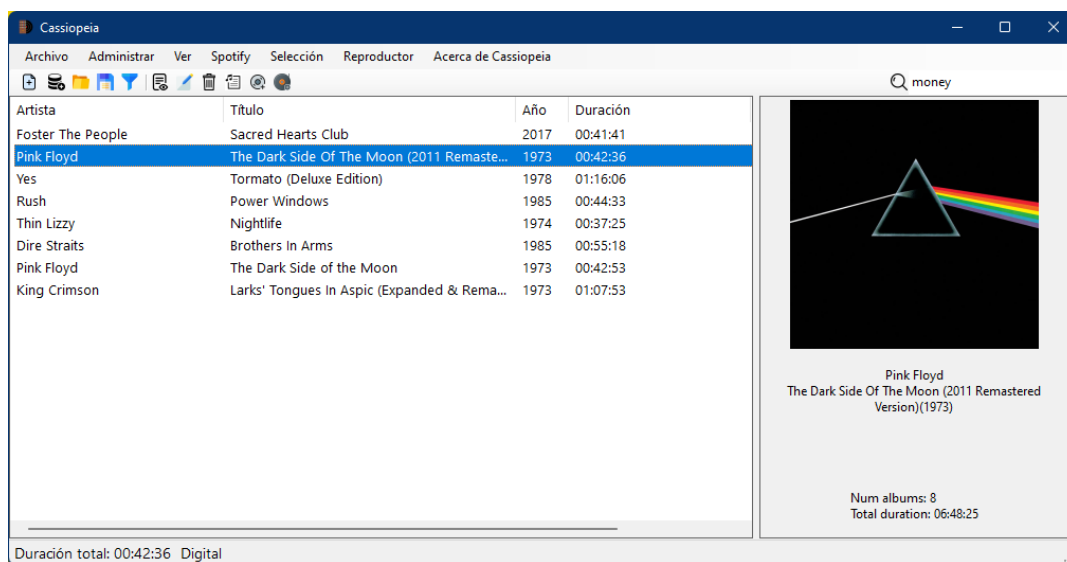 Cassiopeia
Archivo Administrar Ver Spotify Selección Reproductor Acerca de Cassiopeia
money
Artista Título Año Duración
Foster The People Sacred Hearts Club 2017 00:41:41
Pink Floyd The Dark Side Of The Moon (2011 Remaste... 1973 00:42:36
Yes Tormato (Deluxe Edition) 1978 01:16:06
Rush Power Windows 1985 00:44:33
Thin Lizzy Nightlife 1974 00:37:25
Dire Straits Brothers In Arms 1985 00:55:18
Pink Floyd The Dark Side of the Moon 1973 00:42:53
King Crimson Larks' Tongues In Aspic (Expanded & Rema... 1973 01:07:53
Pink Floyd
The Dark Side Of The Moon (2011 Remastered
Version)(1973)
Num albums: 8
Total duration: 06:48:25
Duración total: 00:42:36 Digital